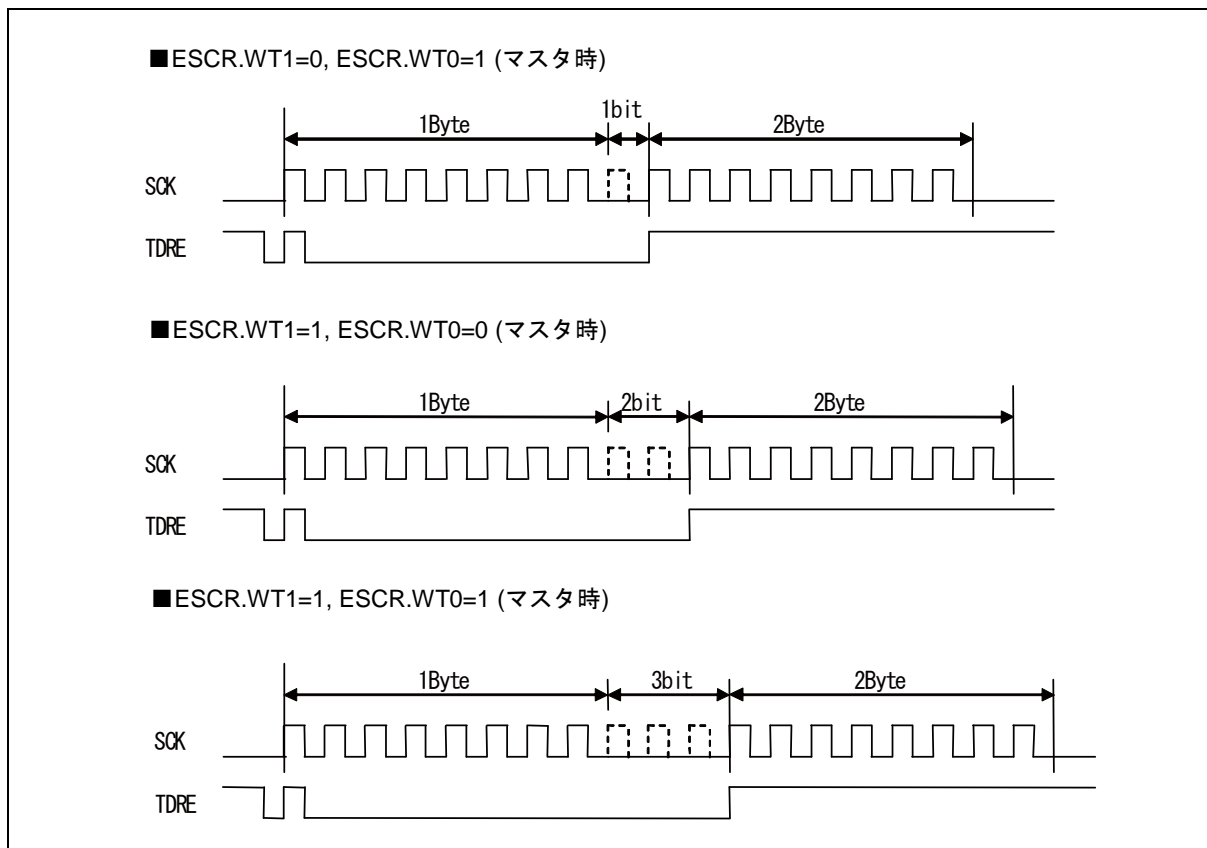 ■ESCR.WT1=0, ESCR.WT0=1 (マスタ時)
1Byte 1bit 2Byte
SCK
TDRE
■ESCR.WT1=1, ESCR.WT0=0 (マスタ時)
1Byte 2bit 2Byte
SCK
TDRE
■ESCR.WT1=1, ESCR.WT0=1 (マスタ時)
1Byte 3bit 2Byte
SCK
TDRE